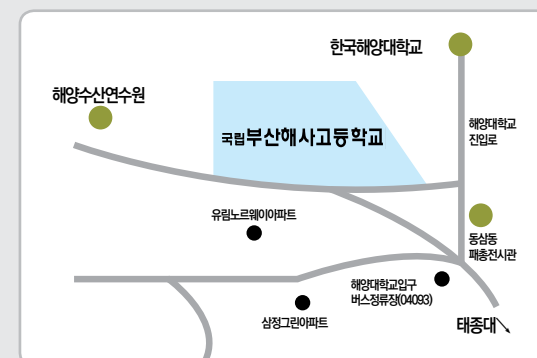 한국해양대학교
해양수산연수원
해양대학교
진입로
국립부산해사고등학교
유림노르웨이아파트
동삼동
패총전시관
해양대학교입구
버스정류장(04093)
삼정그린아파트
태종대